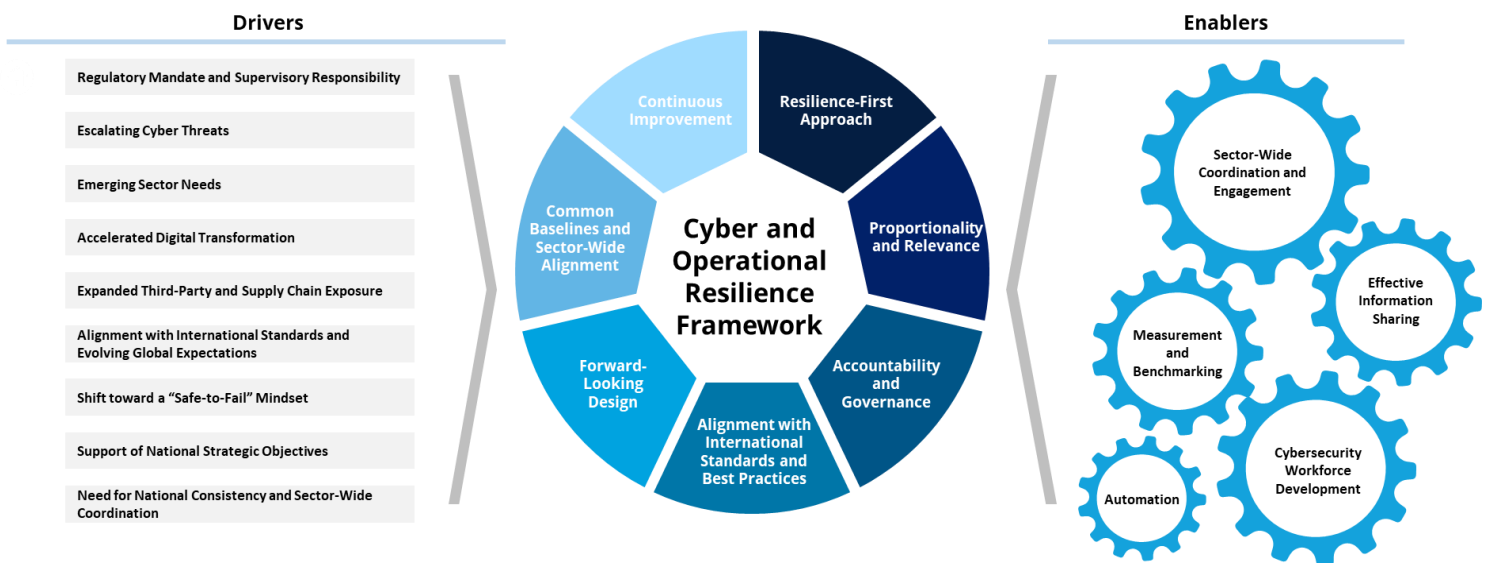 Drivers
Regulatory Mandate and Supervisory Responsibility
Escalating Cyber Threats
Emerging Sector Needs
Accelerated Digital Transformation
Expanded Third-Party and Supply Chain Exposure
Alignment with International Standards and
Evolving Global Expectations
Shift toward a “Safe-to-Fail” Mindset
Support of National Strategic Objectives
Need for National Consistency and Sector-Wide
Coordination
Cyber and
Operational
Resilience
Framework
Resilience-First
Approach
Proportionality
and Relevance
Accountability
and
Governance
Alignment with
International
Standards and
Best Practices
Forward-
Looking
Design
Common
Baselines and
Sector-Wide
Alignment
Continuous
Improvement
Enablers
Sector-Wide
Coordination and
Engagement
Effective
Information
Sharing
Measurement
and
Benchmarking
Cybersecurity
Workforce
Development
Automation